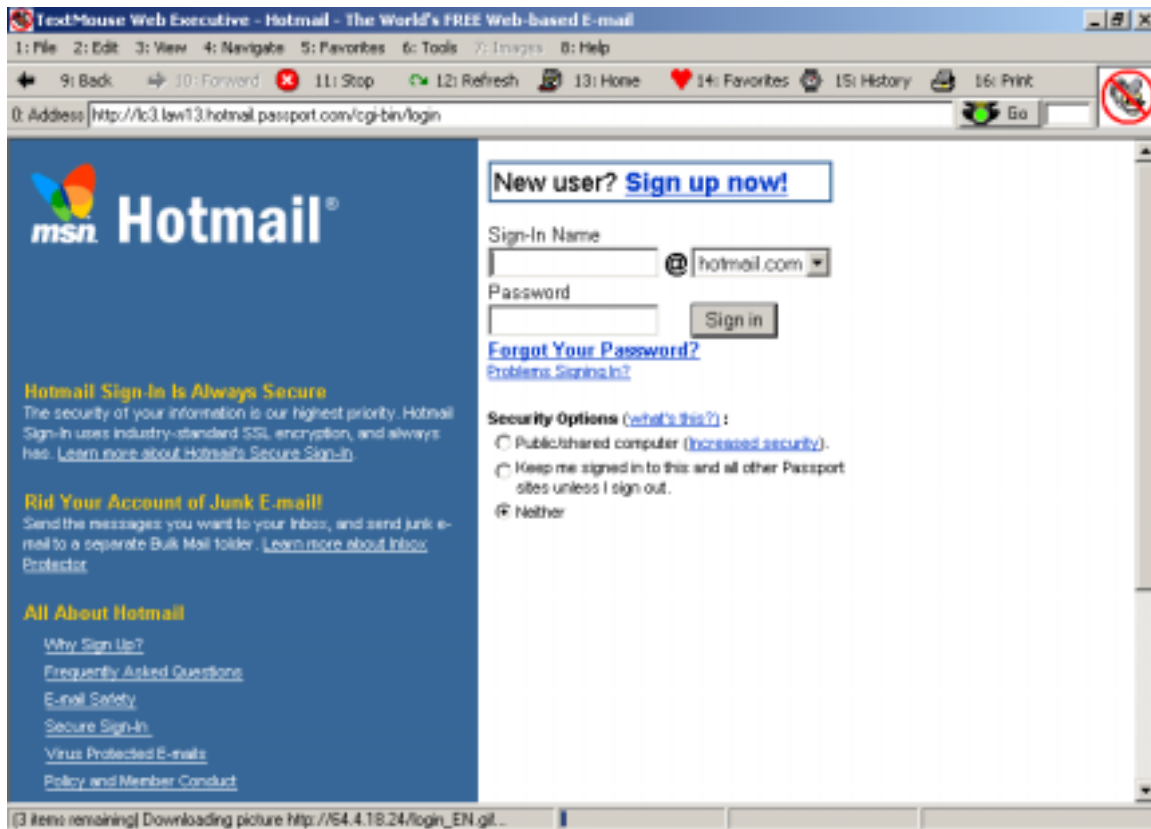 TextMouse Web Executive - Hotmail - The World's FREE Web-based E-mail
1: File 2: Edit 3: View 4: Navigate 5: Favorites 6: Tools 7: Images 8: Help
9: Back 10: Forward 11: Stop 12: Refresh 13: Home 14: Favorites 15: History 16: Print
0: Address http://lc3.law13.hotmail.passport.com/cgi-bin/login Go
msn Hotmail®
New user? Sign up now!
Sign-In Name
@ hotmail.com
Password
Sign in
Forgot Your Password?
Problems Signing In?
Security Options (what's this?) :
Public/shared computer (Increased security).
Keep me signed in to this and all other Passport
sites unless I sign out.
Neither
Hotmail Sign-In Is Always Secure
The security of your information is our highest priority. Hotmail
Sign-In uses industry-standard SSL encryption, and always
has. Learn more about Hotmail's Secure Sign-In.
Rid Your Account of Junk E-mail!
Send the messages you want to your Inbox, and send junk e-
mail to a separate Bulk Mail folder. Learn more about Inbox
Protector
All About Hotmail
Why Sign Up?
Frequently Asked Questions
E-mail Safety
Secure Sign-In
Virus Protected E-mails
Policy and Member Conduct
(3 items remaining) Downloading picture http://64.4.18.24/login_EN.gif...